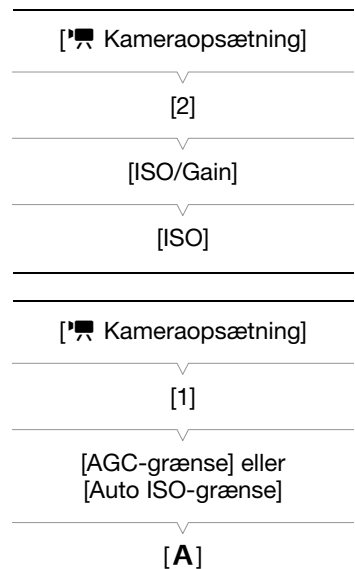 [ Kameraopsætning]
[2]
[ISO/Gain]
[ISO]
[ Kameraopsætning]
[1]
[AGC-grænse] eller
[Auto ISO-grænse]
[A]